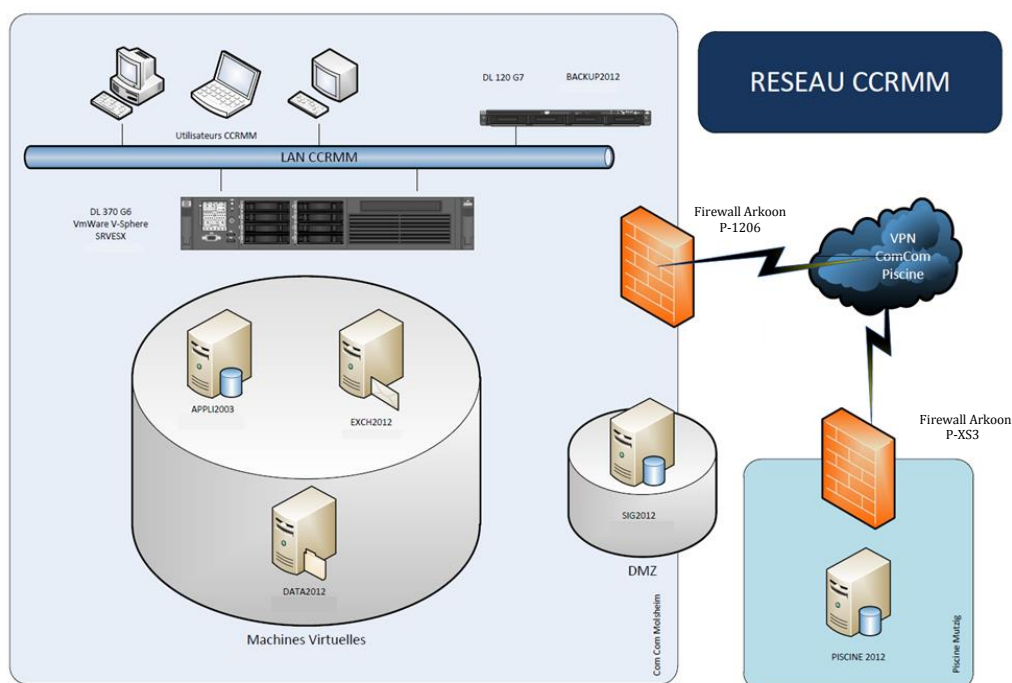 RESEAU CCRMM
DL 120 G7
BACKUP2012
Utilisateurs CCRMM
LAN CCRMM
DL 370 G6
VmWare V-Sphere
SRVESX
Firewall Arkoon
P-1206
VPN
ComCom
Piscine
APPLI2003
EXCH2012
DATA2012
Machines Virtuelles
SIG2012
DMZ
Com Com Molsheim
Firewall Arkoon
P-XS3
PISCINE 2012
Piscine Mutzig